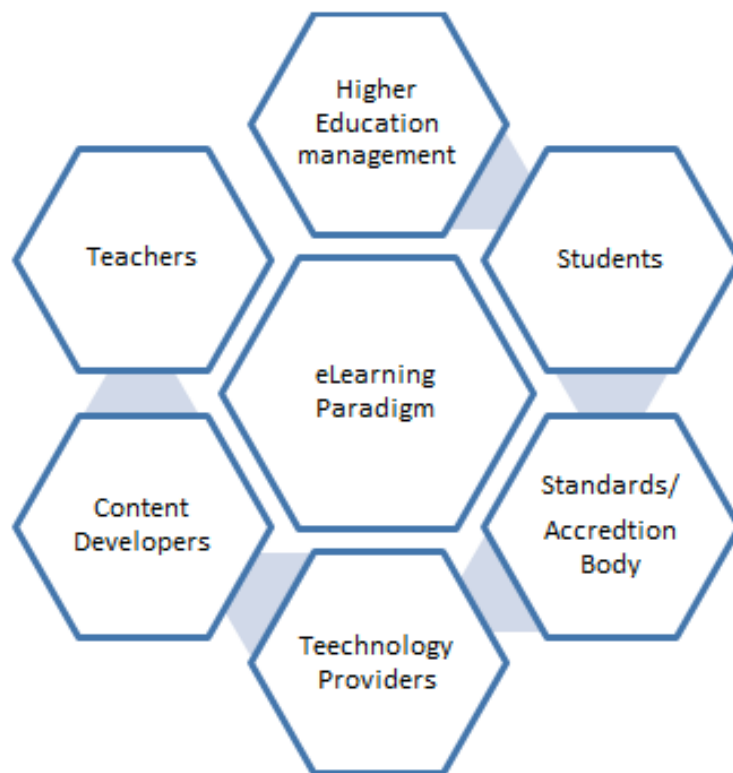 Higher
Education
management
Teachers
Students
eLearning
Paradigm
Content
Developers
Standards/
Accredtion
Body
Teechnology
Providers